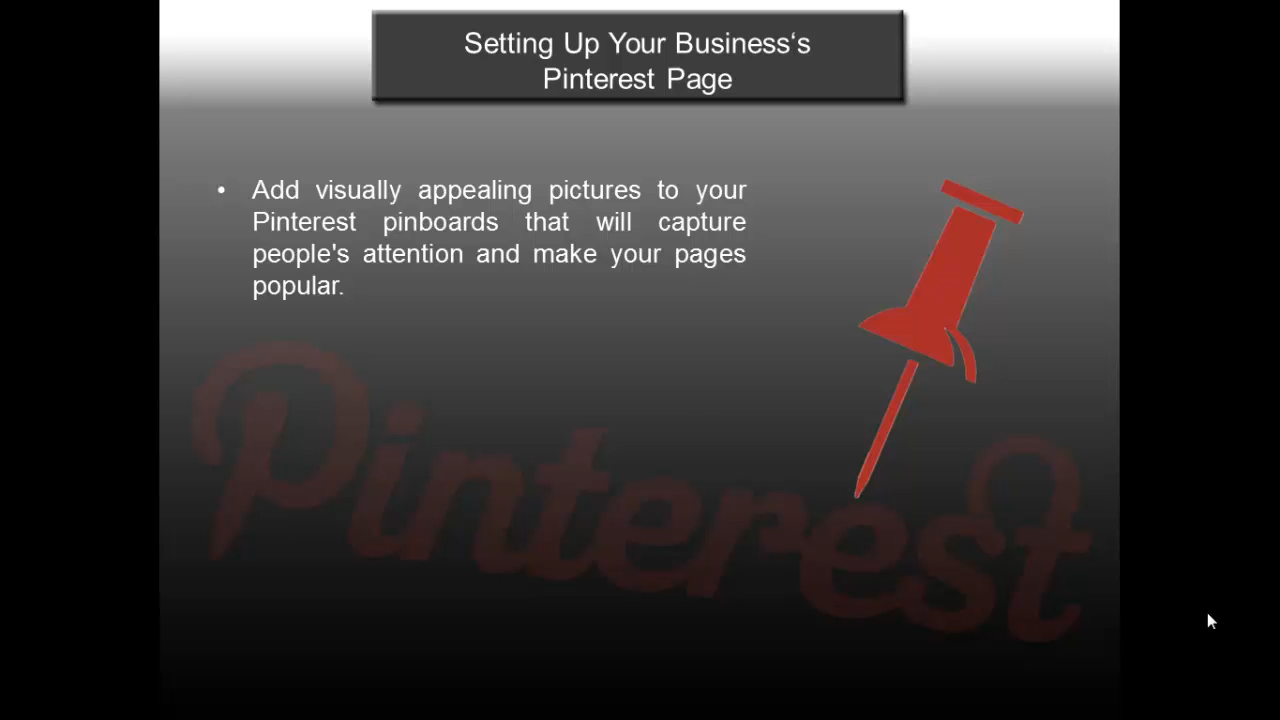 Setting Up Your Business‘s
Pinterest Page
• Add visually appealing pictures to your
Pinterest pinboards that will capture
people's attention and make your pages
popular.
Pinterest